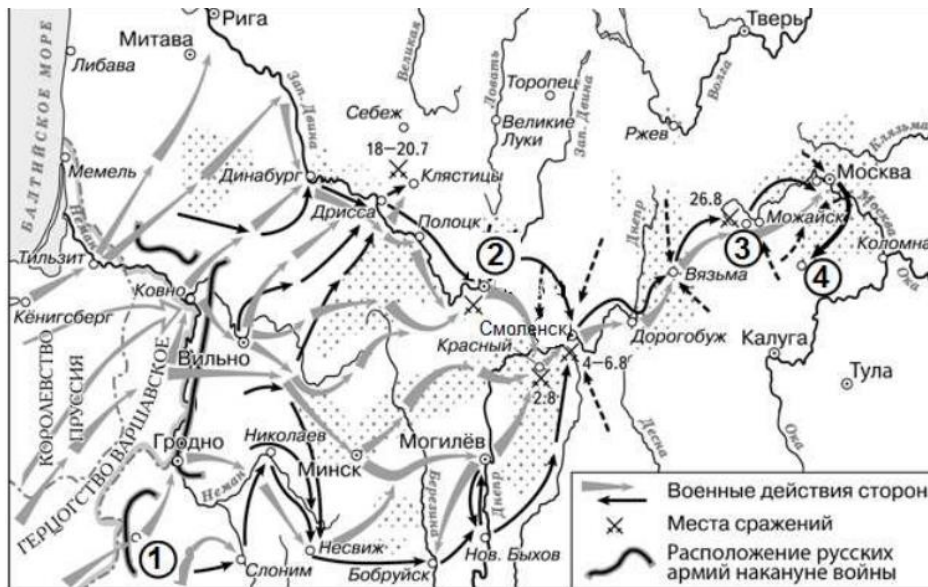 Рига
Тверь
Митава
Либава
БАЛТИЙСКОЕ МОРЕ
Зап. Двина
Великая
Ловать
Торопец
Великие
Луки
Зап. Двина
Волга
Ржев
Себеж
18–20.7
Клястицы
Клязьма
Москва
Мемель
Динабург
Дрисса
Полоцк
Неман
Тильзит
26.8
Можайск
Москва
Коломна
Ока
2
3
4
Днепр
Вязьма
Ковно
Кёнигсберг
Вильно
Смоленск
Красный
4–6.8
2.8
Дорогобуж
Калуга
Тула
КОРОЛЕВСТВО
ПРУССИЯ
ГЕРЦОГСТВО ВАРШАВСКОЕ
Гродно
Николаев
Минск
Могилёв
Неман
Березина
Днепр
Десна
Ока
1
Слоним
Несвиж
Бобруйск
Нов. Быхов
Военные действия сторон
Места сражений
Расположение русских
армий накануне войны